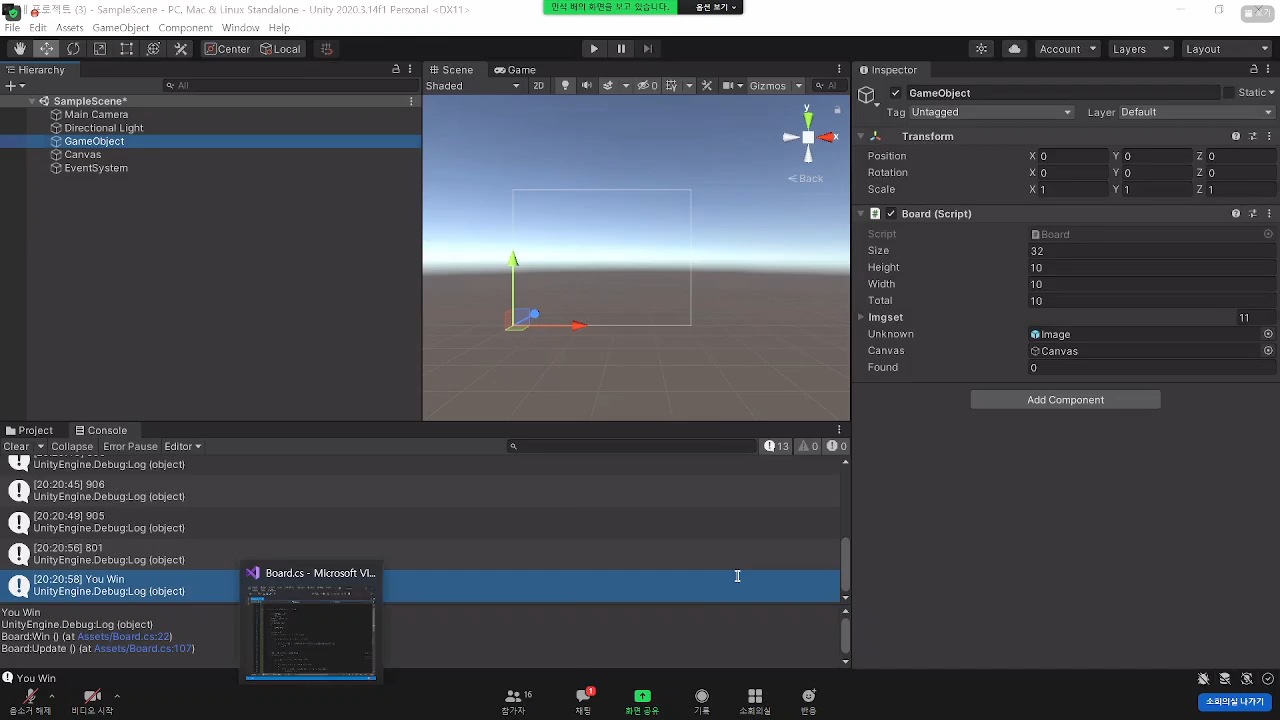 프로젝트 (3) - SampleScene - PC, Mac & Linux Standalone - Unity 2020.3.14f1 Personal <DX11>
민석 배이 화면을 보고 있습니다.
옵션 보기
보기
File Edit Assets GameObject Component Window Help
Center
Local
Account
Layers
Layout
Hierarchy
All
SampleScene*
Main Camera
Directional Light
GameObject
Canvas
EventSystem
Scene
Game
Shaded
2D
0
Gizmos
Al
y
x
Back
Inspector
GameObject
Static
Tag Untagged
Layer Default
Transform
Position X 0 Y 0 Z 0
Rotation X 0 Y 0 Z 0
Scale X 1 Y 1 Z 1
Board (Script)
Script Board
Size 32
Height 10
Width 10
Total 10
Imgset 11
Unknown Image
Canvas Canvas
Found 0
Add Component
Project
Console
Clear
Collapse
Error Pause
Editor
13
0
0
UnityEngine.Debug:Log (object)
[20:20:45] 906
UnityEngine.Debug:Log (object)
[20:20:49] 905
UnityEngine.Debug:Log (object)
[20:20:56] 801
UnityEngine.Debug:Log (object)
[20:20:58] You Win
UnityEngine.Debug:Log (object)
Board.cs - Microsoft Vi...
You Win
UnityEngine.Debug:Log (object)
Board:Win () (at Assets/Board.cs:22)
Board:Update () (at Assets/Board.cs:107)
You Win
음소거 해제
비디오 시작
16
참가자
1
채팅
화면 공유
기록
소회의실
반응
소회의실 나가기